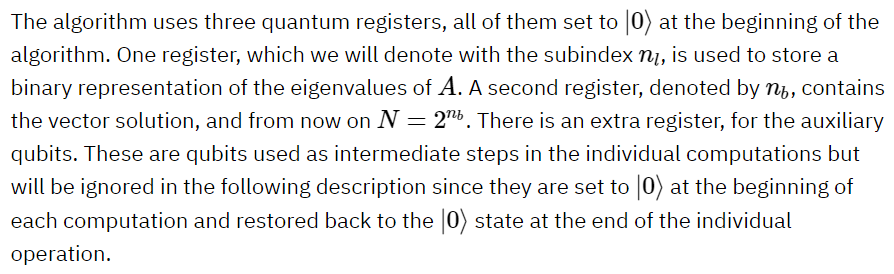 The algorithm uses three quantum registers, all of them set to |0⟩ at the beginning of the
algorithm. One register, which we will denote with the subindex nₗ, is used to store a
binary representation of the eigenvalues of A. A second register, denoted by n_b, contains
the vector solution, and from now on N = 2^{n_b}. There is an extra register, for the auxiliary
qubits. These are qubits used as intermediate steps in the individual computations but
will be ignored in the following description since they are set to |0⟩ at the beginning of
each computation and restored back to the |0⟩ state at the end of the individual
operation.